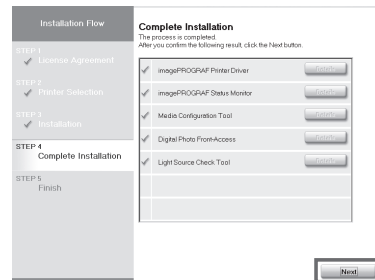 Installation Flow
STEP 1
License Agreement
STEP 2
Printer Selection
STEP 3
Installation
STEP 4
Complete Installation
STEP 5
Finish
Complete Installation
The process is completed.
After you confirm the following result, click the Next button.
imagePROGRAF Printer Driver
imagePROGRAF Status Monitor
Media Configuration Tool
Digital Photo Front-Access
Light Source Check Tool
Next